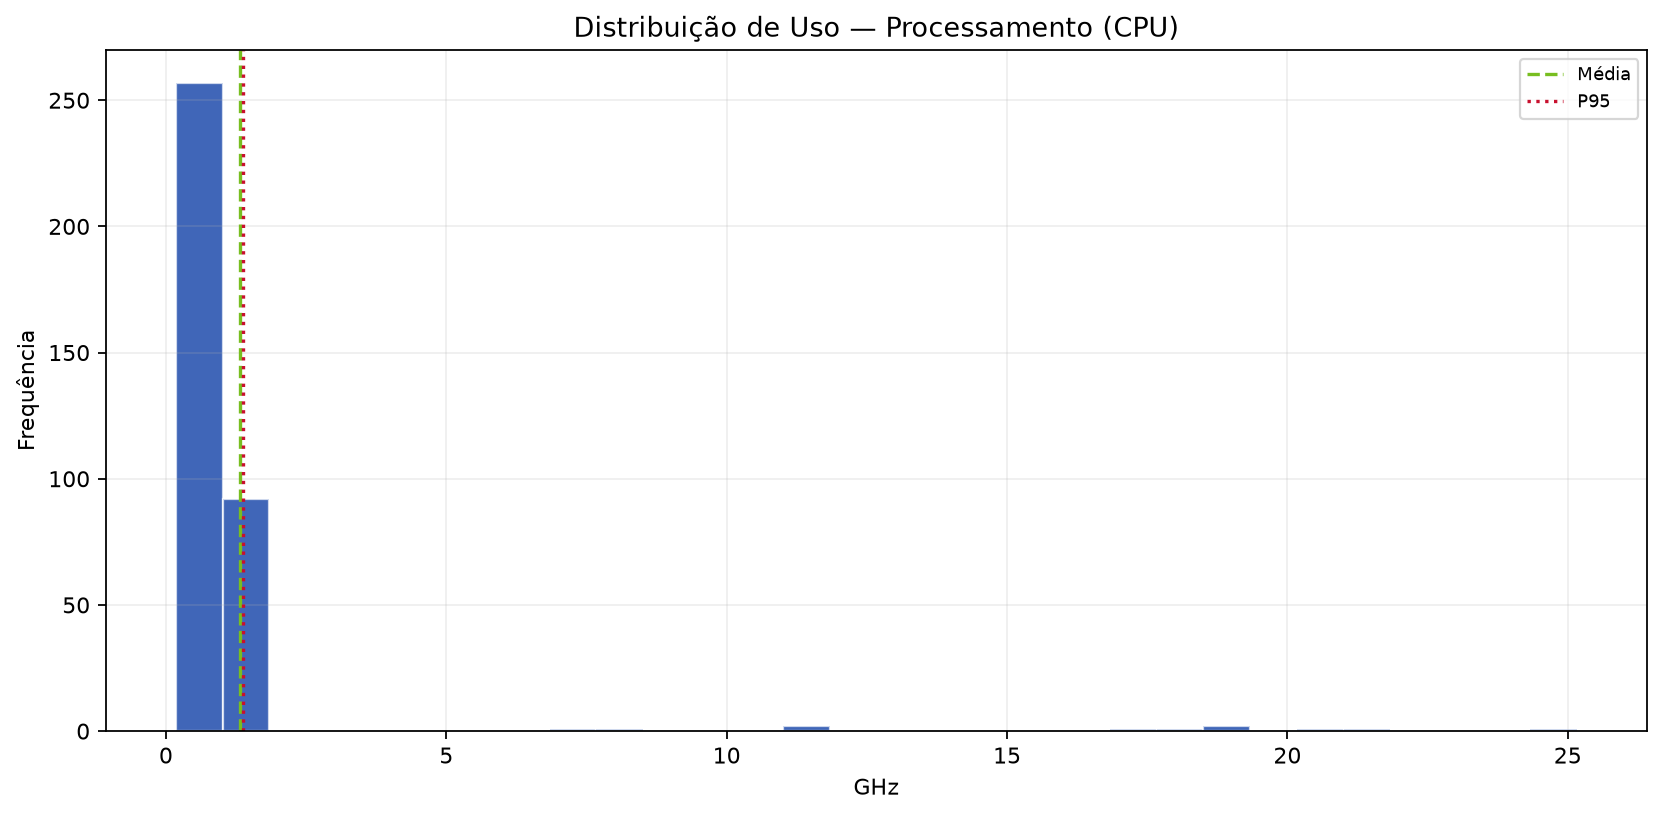 Distribuição de Uso — Processamento (CPU)
Média
P95
Frequência
250
200
150
100
50
0
0 5 10 15 20 25
GHz